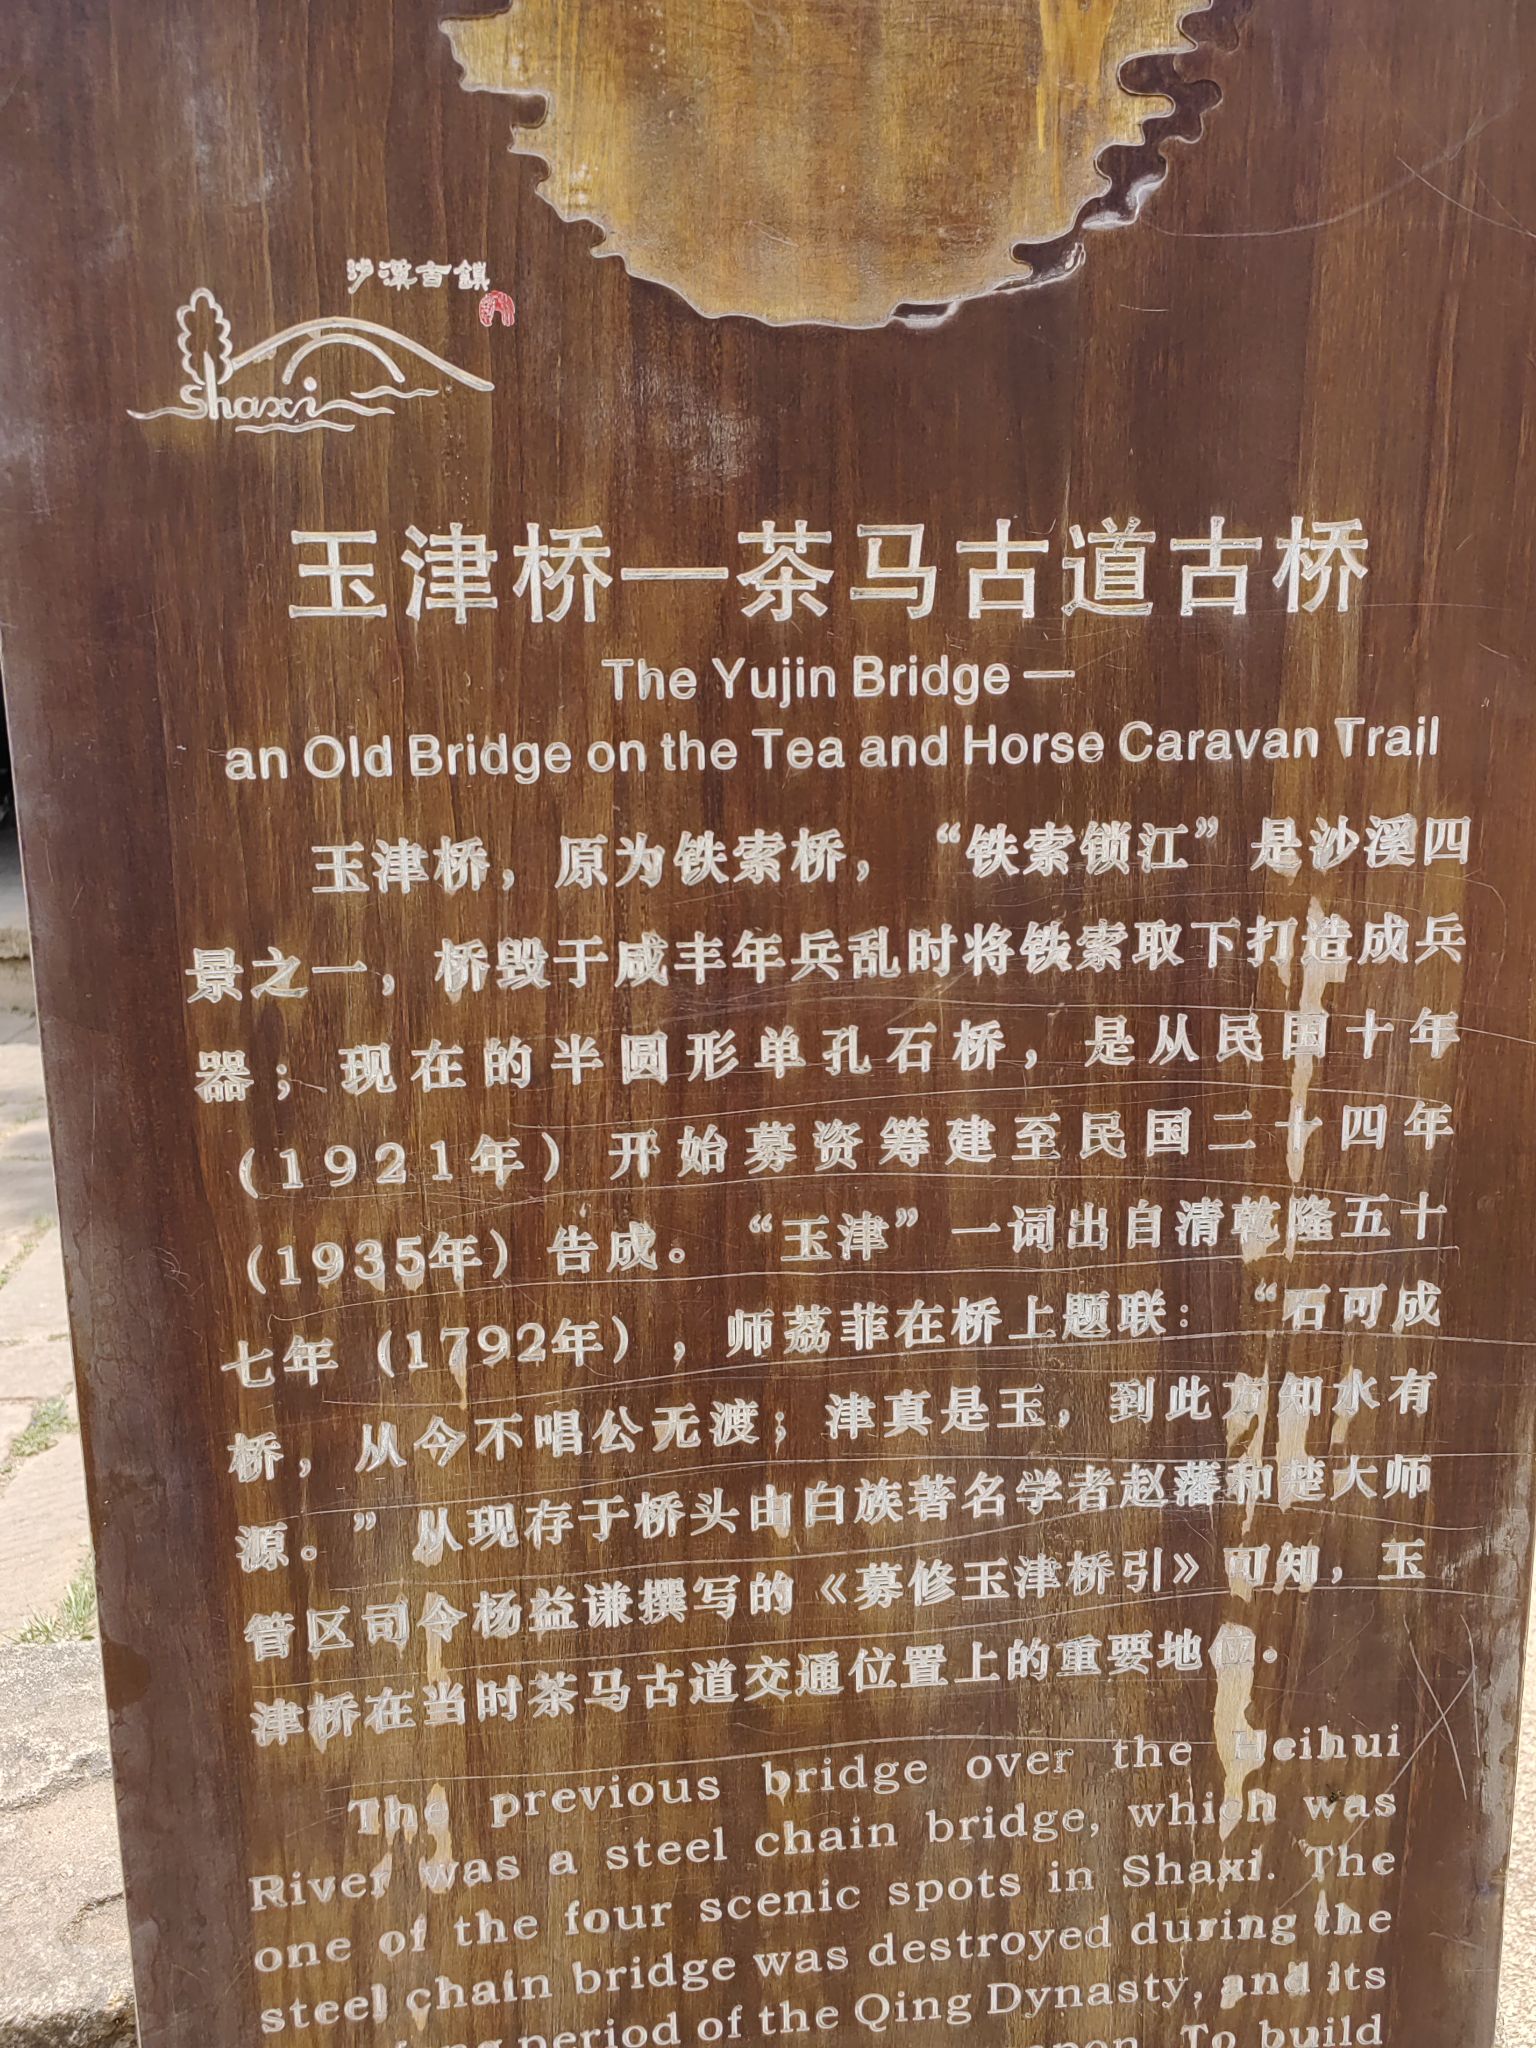 沙溪古镇
shaxi
玉津桥—茶马古道古桥
The Yujin Bridge —
an Old Bridge on the Tea and Horse Caravan Trail
玉津桥，原为铁索桥，“铁索锁江”是沙溪四
景之一，桥毁于咸丰年兵乱时将铁索取下打造成兵
器；现在的半圆形单孔石桥，是从民国十年
（1921年）开始募资筹建至民国二十四年
（1935年）告成。“玉津”一词出自清乾隆五十
七年（1792年），师荔菲在桥上题联：“石可成
桥，从今不唱公无渡；津真是玉，到此方知水有
源。”从现存于桥头由白族著名学者赵藩和楚大师
管区司令杨益谦撰写的《募修玉津桥引》可知，玉
津桥在当时茶马古道交通位置上的重要地位。
The previous bridge over the Heihui
River was a steel chain bridge, which was
one of the four scenic spots in Shaxi. The
steel chain bridge was destroyed during the
period of the Qing Dynasty, and its
To build